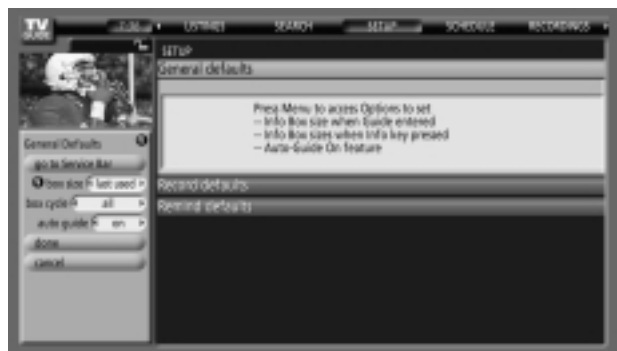 TV
GUIDE
7:36
LISTINGS
SEARCH
SETUP
SCHEDULE
RECORDINGS
SETUP
General defaults
Press Menu to access Options to set
– Info Box size when Guide entered
– Info Box sizes when Info key pressed
– Auto-Guide On feature
Record defaults
Remind defaults
General Defaults
go to Service Bar
box size last used
box cycle all
auto guide on
done
cancel